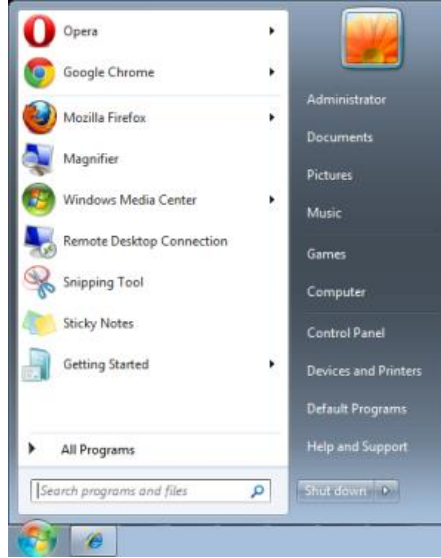 Opera
Google Chrome
Mozilla Firefox
Magnifier
Windows Media Center
Remote Desktop Connection
Snipping Tool
Sticky Notes
Getting Started
All Programs
Search programs and files
Administrator
Documents
Pictures
Music
Games
Computer
Control Panel
Devices and Printers
Default Programs
Help and Support
Shut down